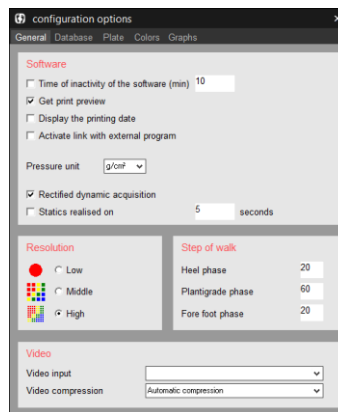 configuration options
General Database Plate Colors Graphs
Software
Time of inactivity of the software (min) 10
Get print preview
Display the printing date
Activate link with external program
Pressure unit g/cm²
Rectified dynamic acquisition
Statics realised on 5 seconds
Resolution
Low
Middle
High
Step of walk
Heel phase 20
Plantigrade phase 60
Fore foot phase 20
Video
Video input
Video compression Automatic compression